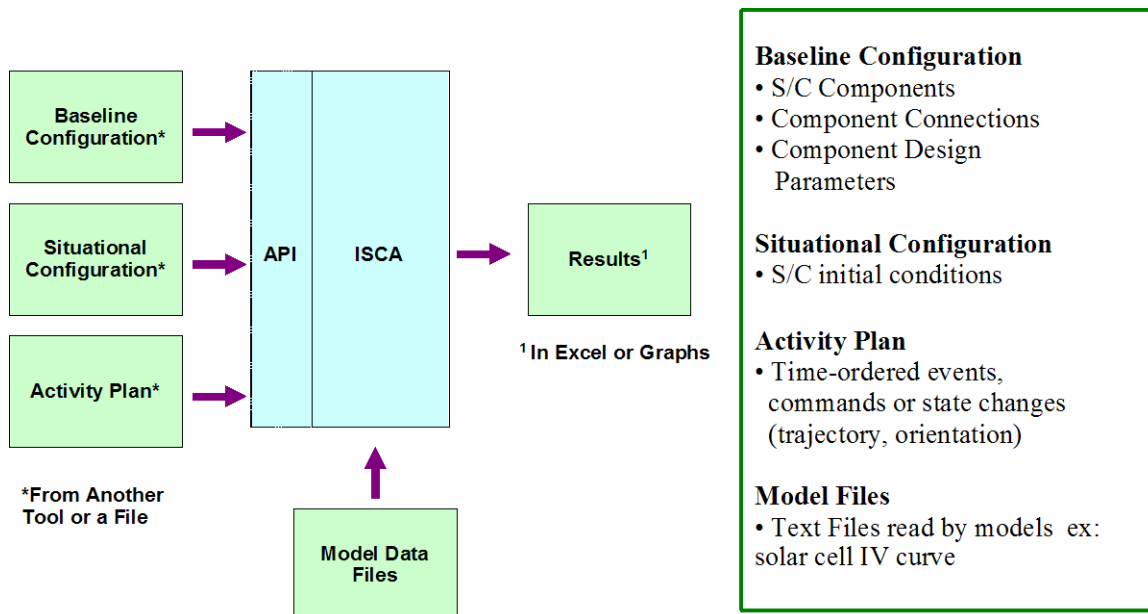 Baseline
Configuration*
Situational
Configuration*
Activity Plan*
*From Another
Tool or a File
API
ISCA
Model Data
Files
Results¹
¹ In Excel or Graphs
Baseline Configuration
• S/C Components
• Component Connections
• Component Design
Parameters
Situational Configuration
• S/C initial conditions
Activity Plan
• Time-ordered events,
commands or state changes
(trajectory, orientation)
Model Files
• Text Files read by models ex:
solar cell IV curve